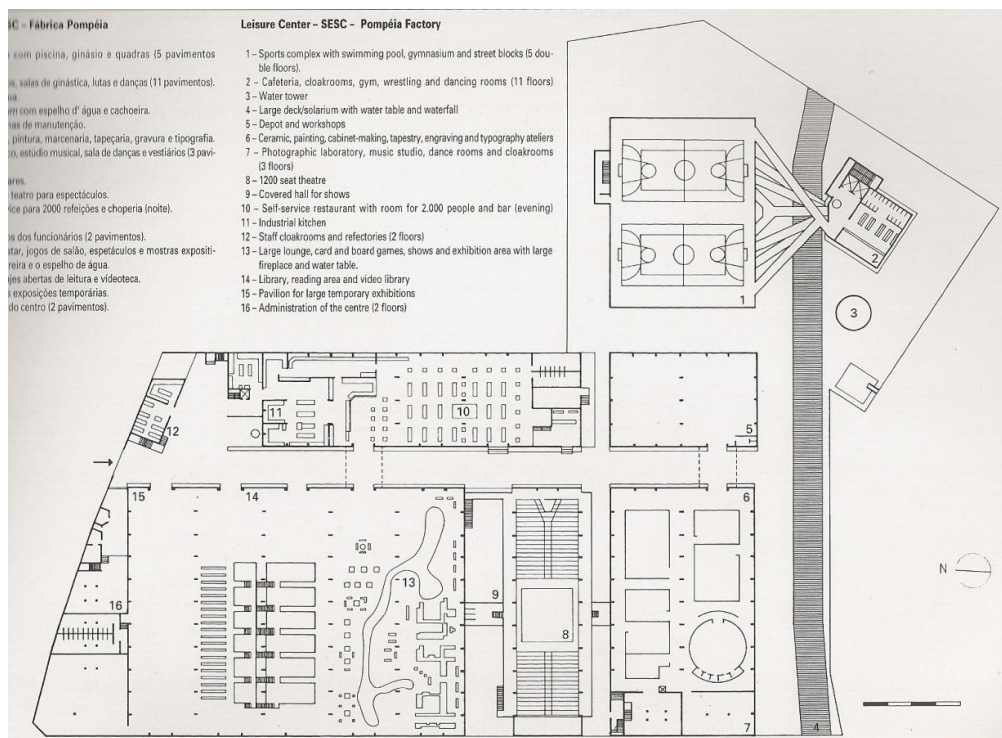 SC – Fábrica Pompéia
com piscina, ginásio e quadras (5 pavimentos
salas de ginástica, lutas e danças (11 pavimentos).
com espelho d' água e cachoeira.
de manutenção.
pintura, marcenaria, tapeçaria, gravura e tipografia.
estúdio musical, sala de danças e vestiários (3 pavi-
teatro para espectáculos.
para 2000 refeições e choperia (noite).
dos funcionários (2 pavimentos).
jogos de salão, espetáculos e mostras expositi-
e o espelho de água.
abertas de leitura e vídeoteca.
exposições temporárias.
do centro (2 pavimentos).
Leisure Center – SESC – Pompéia Factory
1 – Sports complex with swimming pool, gymnasium and street blocks (5 dou-
ble floors).
2 – Cafeteria, cloakrooms, gym, wrestling and dancing rooms (11 floors)
3 – Water tower
4 – Large deck/solarium with water table and waterfall
5 – Depot and workshops
6 – Ceramic, painting, cabinet-making, tapestry, engraving and typography ateliers
7 – Photographic laboratory, music studio, dance rooms and cloakrooms
(3 floors)
8 – 1200 seat theatre
9 – Covered hall for shows
10 – Self-service restaurant with room for 2.000 people and bar (evening)
11 – Industrial kitchen
12 – Staff cloakrooms and refectories (2 floors)
13 – Large lounge, card and board games, shows and exhibition area with large
fireplace and water table.
14 – Library, reading area and video library
15 – Pavilion for large temporary exhibitions
16 – Administration of the centre (2 floors)
1
2
3
11
10
12
5
15
14
6
13
16
9
8
N
7
4